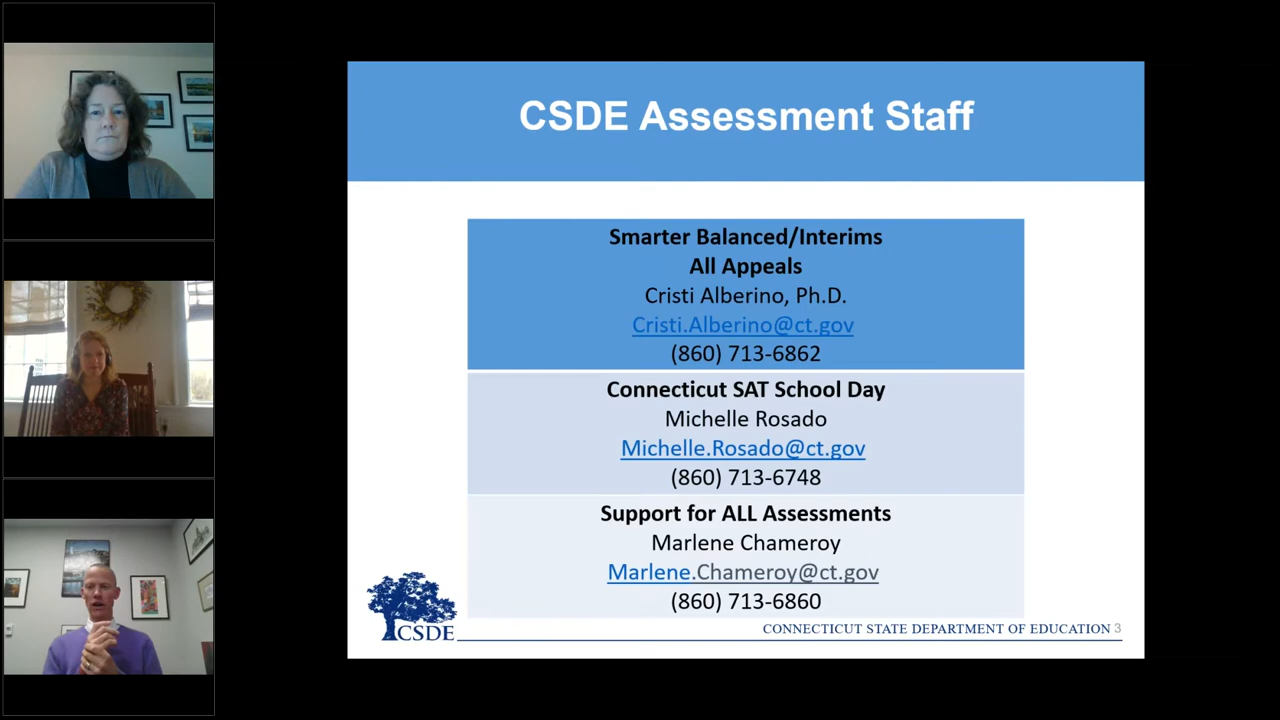 CSDE Assessment Staff
Smarter Balanced/Interims
All Appeals
Cristi Alberino, Ph.D.
Cristi.Alberino@ct.gov
(860) 713-6862
Connecticut SAT School Day
Michelle Rosado
Michelle.Rosado@ct.gov
(860) 713-6748
Support for ALL Assessments
Marlene Chameroy
Marlene.Chameroy@ct.gov
(860) 713-6860
CSDE
CONNECTICUT STATE DEPARTMENT OF EDUCATION 3